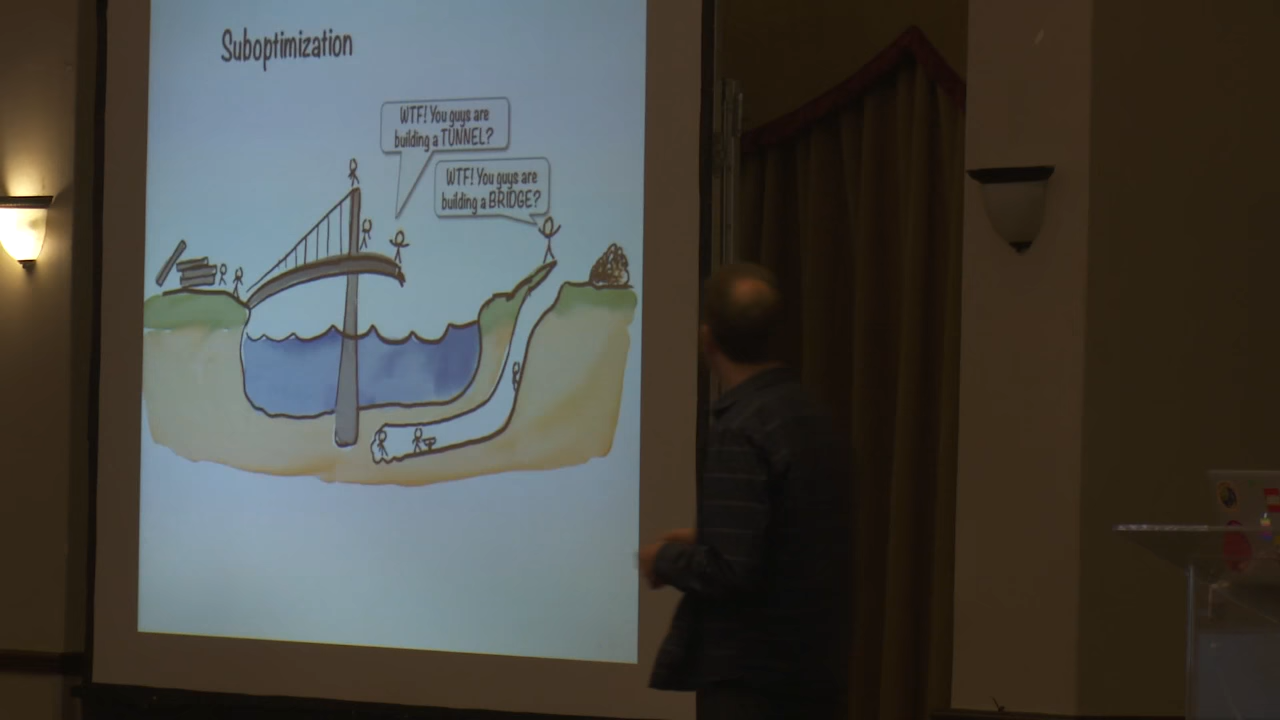 Suboptimization
WTF! You guys are
building a TUNNEL?
WTF! You guys are
building a BRIDGE?